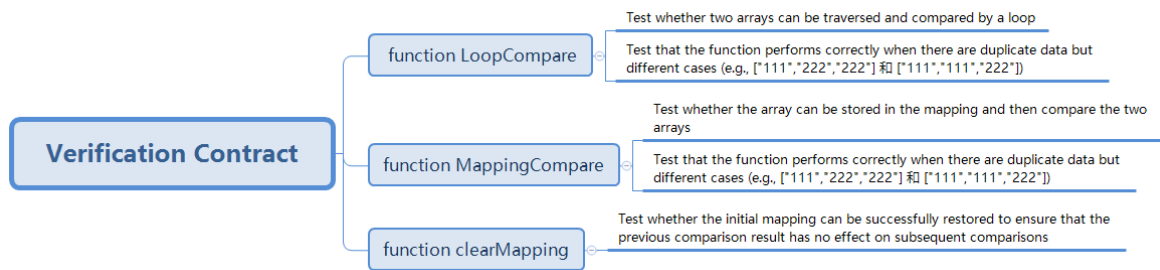 Test whether two arrays can be traversed and compared by a loop
function LoopCompare
Test that the function performs correctly when there are duplicate data but
different cases (e.g., ["111","222","222"] 和 ["111","111","222"])
Verification Contract
Test whether the array can be stored in the mapping and then compare the two
arrays
function MappingCompare
Test that the function performs correctly when there are duplicate data but
different cases (e.g., ["111","222","222"] 和 ["111","111","222"])
Test whether the initial mapping can be successfully restored to ensure that the
previous comparison result has no effect on subsequent comparisons
function clearMapping